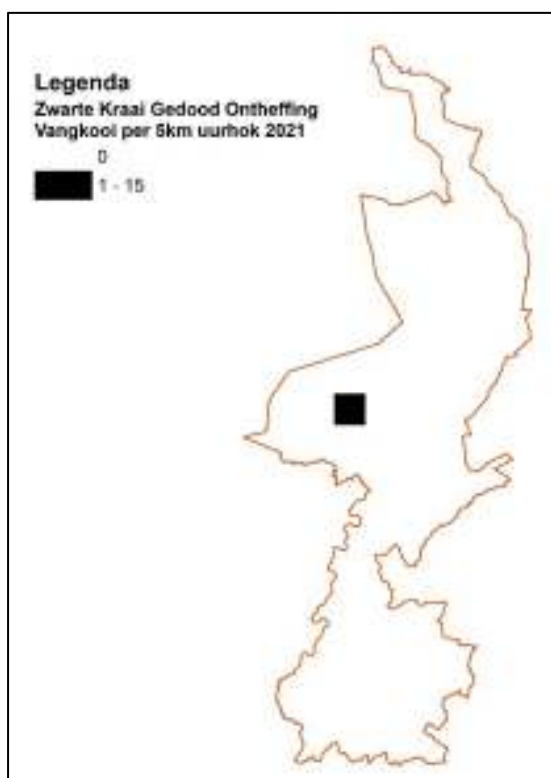 Legenda
Zwarte Kraai Gedood Ontheffing
Vangkooi per 5km uurhok 2021
0
1 - 15